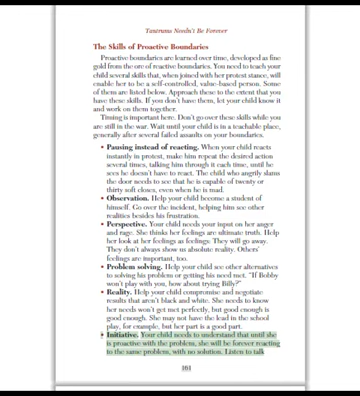 Tantrums Needn't Be Forever
The Skills of Proactive Boundaries
Proactive boundaries are learned over time, developed as fine
gold from the ore of reactive boundaries. You need to teach your
child several skills that, when joined with her protest stance, will
enable her to be a self-controlled, value-based person. Some
of them are listed below. Approach these to the extent that you
have these skills. If you don't have them, let your child know it
and work on them together.
Timing is important here. Don't go over these skills while you
are still in the war. Wait until your child is in a teachable place,
generally after several failed assaults on your boundaries.
• Pausing instead of reacting. When your child reacts
instantly in protest, make him repeat the desired action
several times, talking him through it each time, until he
sees he doesn't have to react. The child who angrily slams
the door needs to see that he is capable of twenty or
thirty soft closes, even when he is mad.
• Observation. Help your child become a student of
himself. Go over the incident, helping him see other
realities besides his frustration.
• Perspective. Your child needs your input on her anger
and rage. She thinks her feelings are ultimate truth. Help
her look at her feelings as feelings: They will go away.
They don't always show us absolute reality. Others'
feelings are important, too.
• Problem solving. Help your child see other alternatives
to solving his problem or getting his need met. "If Bobby
won't play with you, how about trying Billy?"
• Reality. Help your child compromise and negotiate
results that aren't black and white. She needs to know
her needs won't get met perfectly, but good enough is
good enough. She may not have the lead in the school
play, for example, but her part is a good part.
• Initiative. Your child needs to understand that until she
is proactive with the problem, she will be forever reacting
to the same problem, with no solution. Listen to talk